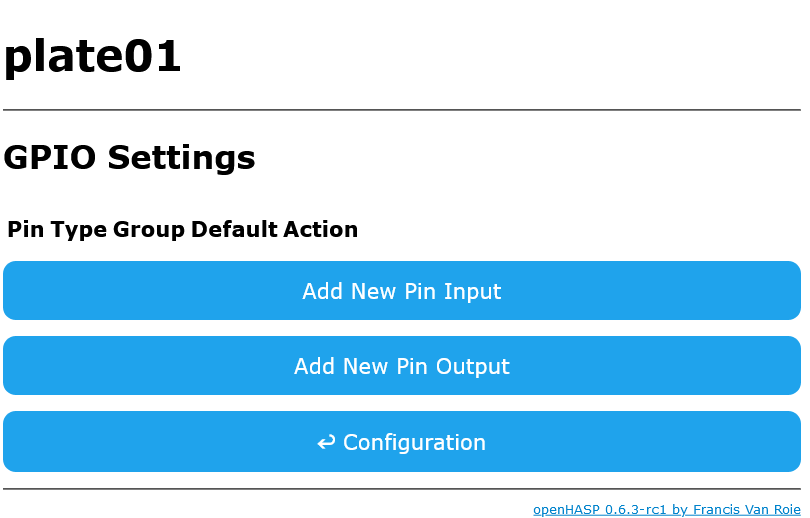 plate01
GPIO Settings
Pin Type Group Default Action
Add New Pin Input
Add New Pin Output
↩ Configuration
openHASP 0.6.3-rc1 by Francis Van Roie